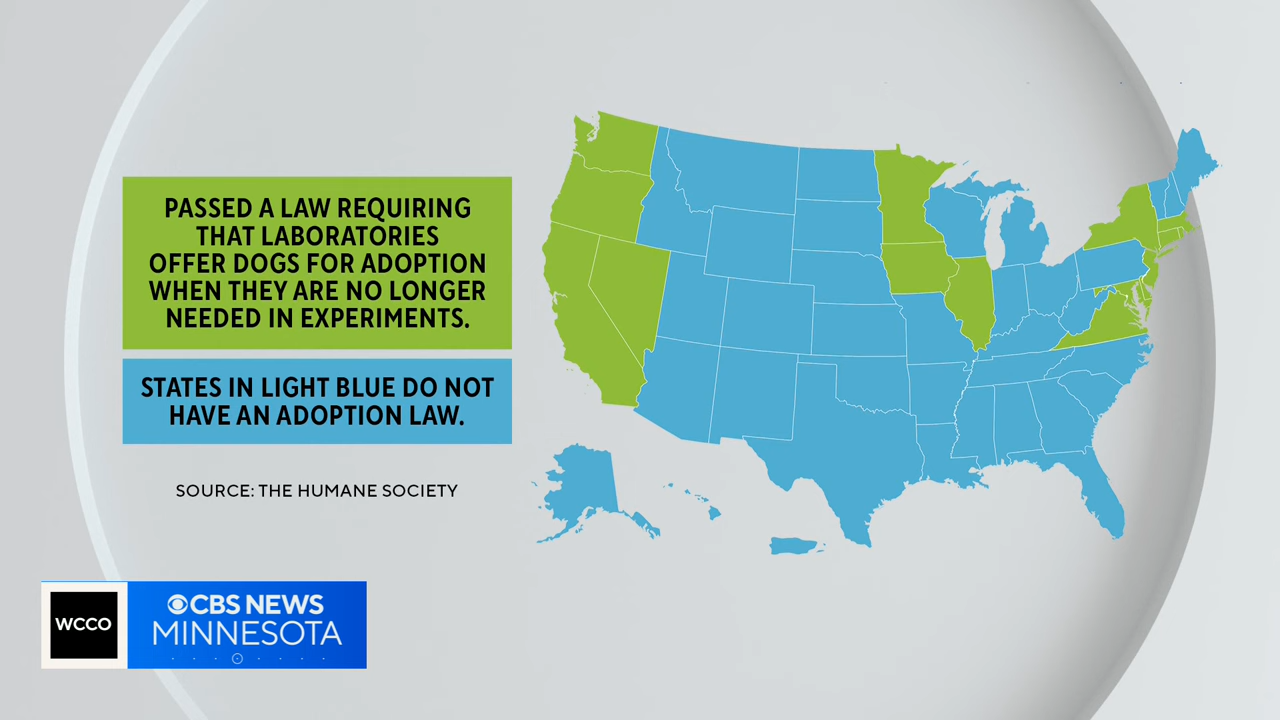 PASSED A LAW REQUIRING
THAT LABORATORIES
OFFER DOGS FOR ADOPTION
WHEN THEY ARE NO LONGER
NEEDED IN EXPERIMENTS.
STATES IN LIGHT BLUE DO NOT
HAVE AN ADOPTION LAW.
SOURCE: THE HUMANE SOCIETY
WCCO
CBS NEWS
MINNESOTA